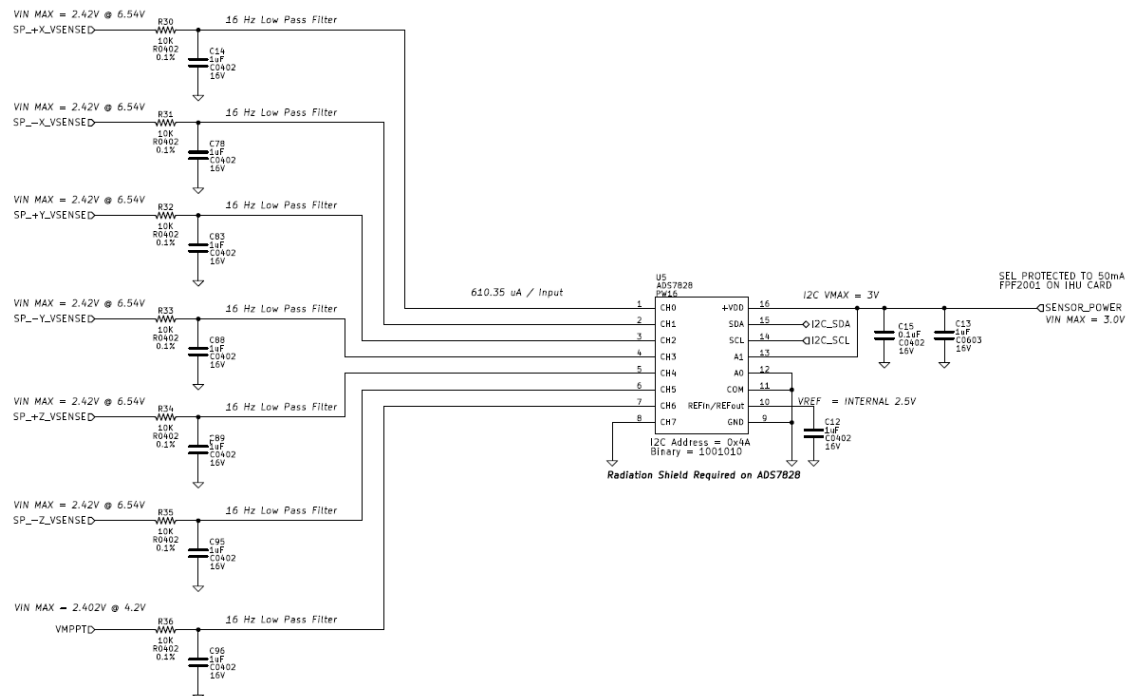 VIN MAX = 2.42V @ 6.54V
SP_+X_VSENSE
R30
10K
R0402
0.1%
16 Hz Low Pass Filter
C14
1uF
C0402
16V
VIN MAX = 2.42V @ 6.54V
SP_-X_VSENSE
R31
10K
R0402
0.1%
16 Hz Low Pass Filter
C78
1uF
C0402
16V
VIN MAX = 2.42V @ 6.54V
SP_+Y_VSENSE
R32
10K
R0402
0.1%
16 Hz Low Pass Filter
C83
1uF
C0402
16V
VIN MAX = 2.42V @ 6.54V
SP_-Y_VSENSE
R33
10K
R0402
0.1%
16 Hz Low Pass Filter
C88
1uF
C0402
16V
VIN MAX = 2.42V @ 6.54V
SP_+Z_VSENSE
R34
10K
R0402
0.1%
16 Hz Low Pass Filter
C89
1uF
C0402
16V
VIN MAX = 2.42V @ 6.54V
SP_-Z_VSENSE
R35
10K
R0402
0.1%
16 Hz Low Pass Filter
C95
1uF
C0402
16V
VIN MAX = 2.402V @ 4.2V
VMPPT
R36
10K
R0402
0.1%
16 Hz Low Pass Filter
C96
1uF
C0402
16V
610.35 uA / Input
U5
ADS7828
PW16
1 CH0 +VDD 16
2 CH1 SDA 15
3 CH2 SCL 14
4 CH3 A1 13
5 CH4 A0 12
6 CH5 COM 11
7 CH6 REFin/REFout 10
8 CH7 GND 9
I2C Address = 0x4A
Binary = 1001010
Radiation Shield Required on ADS7828
I2C VMAX = 3V
I2C_SDA
I2C_SCL
VREF = INTERNAL 2.5V
C12
1uF
C0402
16V
C15
0.1uF
C0402
16V
C13
1uF
C0603
16V
SEL PROTECTED TO 50mA
FPF2001 ON IHU CARD
SENSOR_POWER
VIN MAX = 3.0V